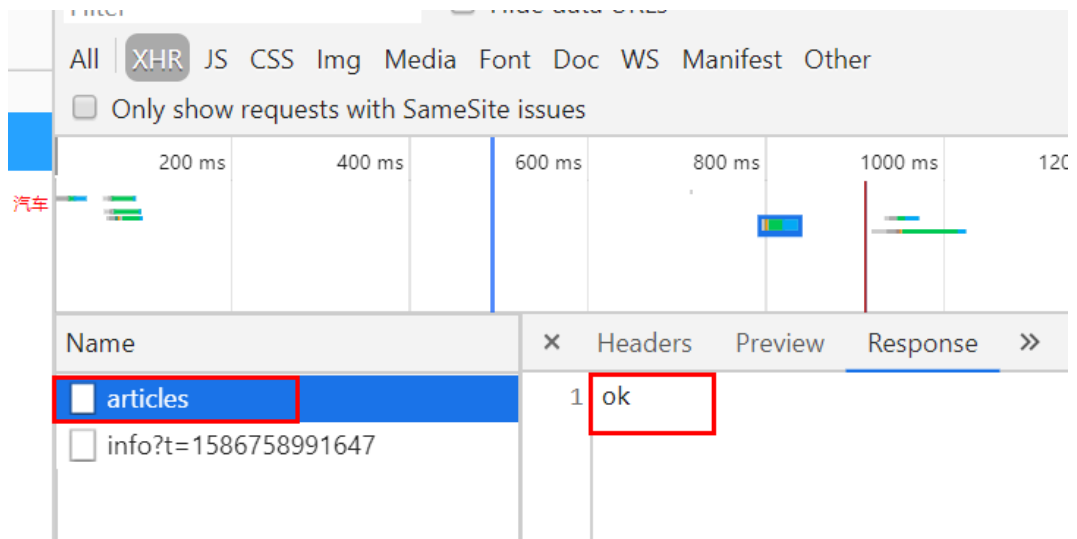 All XHR JS CSS Img Media Font Doc WS Manifest Other
Only show requests with SameSite issues
200 ms 400 ms 600 ms 800 ms 1000 ms
汽车
Name × Headers Preview Response »
articles
1 ok
info?t=1586758991647